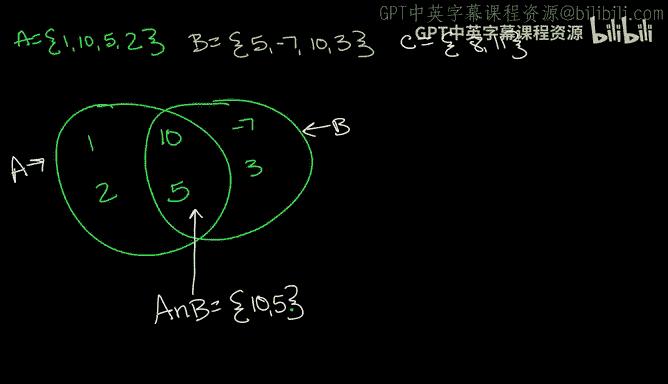 GPT中英字幕课程资源@bilibili
GPT中英字幕课程资源 bilibili
A={1,10,5,2} B={5,-7,10,3} C={
A→ 1 10 -7 ←B
2 5 3
A∩B={10,5}